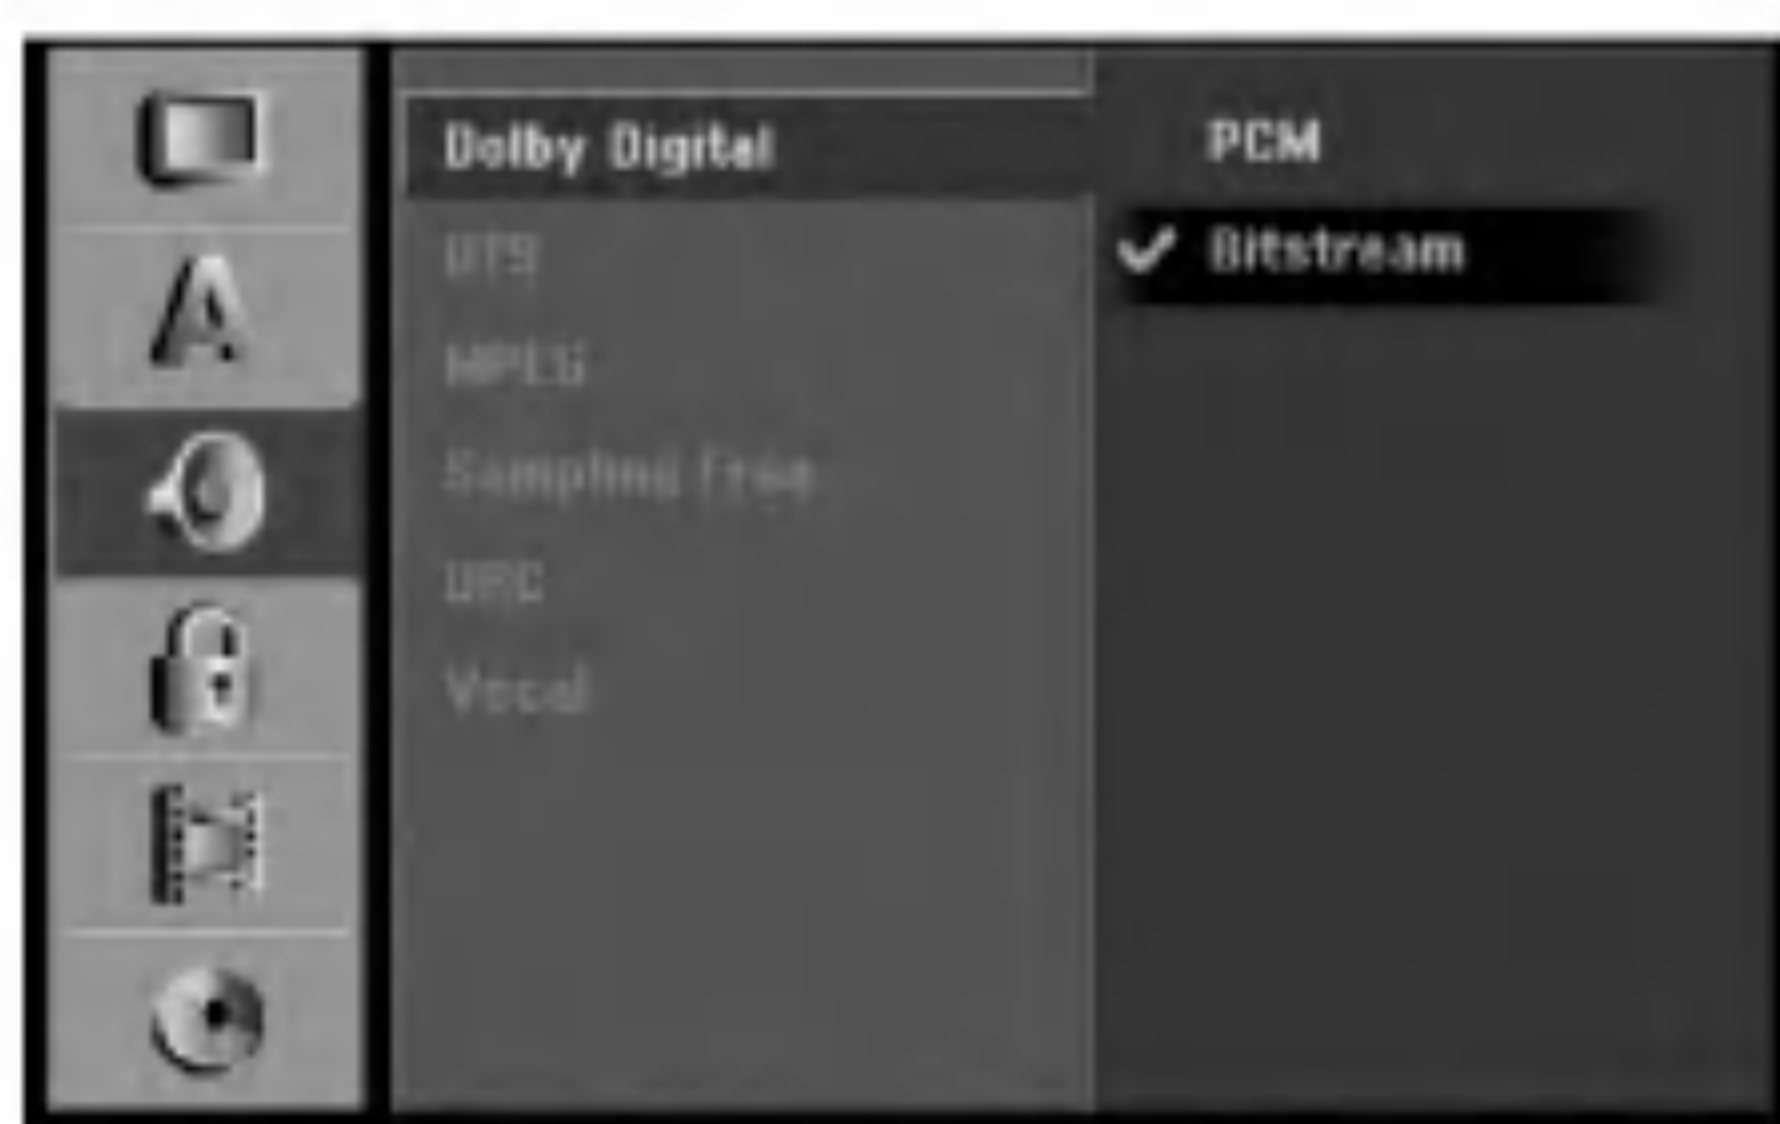 Dolby Digital
DTS
MPEG
Sampling Freq
DRC
Vocal
PCM
Bitstream